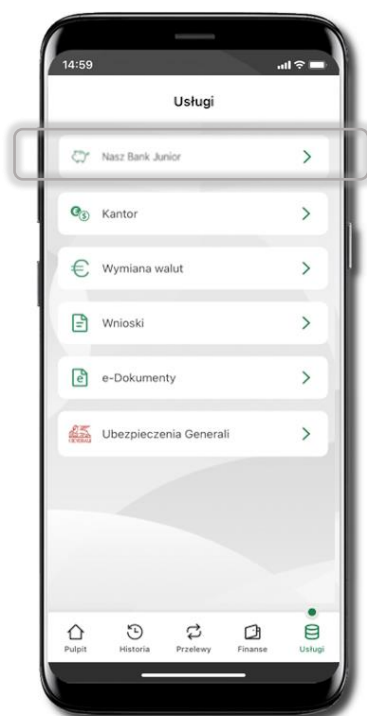 14:59
Usługi
Nasz Bank Junior
Kantor
Wymiana walut
Wnioski
e-Dokumenty
Ubezpieczenia Generali
Pulpit Historia Przelewy Finanse Usługi